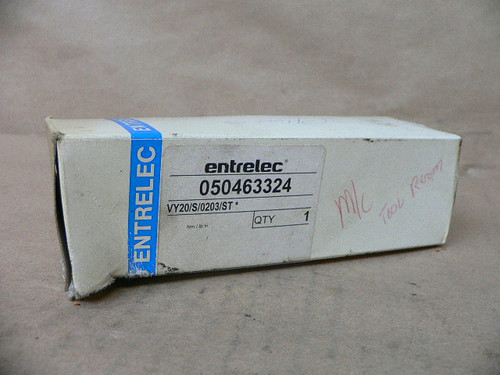 ENTRELEC
entrelec
050463324
VY20/S/0203/ST *
QTY 1
M/C Tool Room